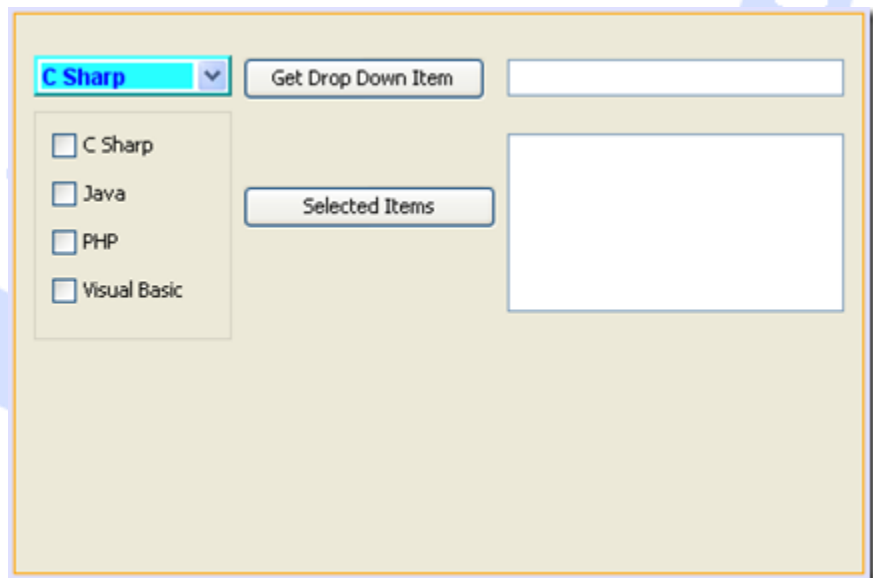 C Sharp
Get Drop Down Item
C Sharp
Java
Selected Items
PHP
Visual Basic